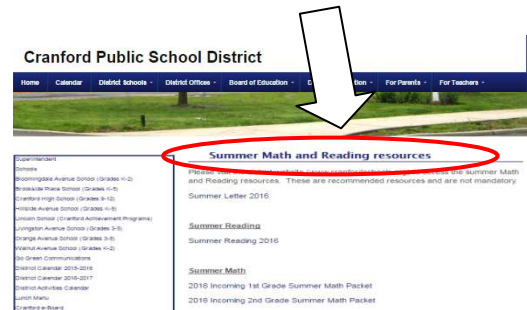 Cranford Public School District
Home Calendar District Schools - District Offices - Board of Education - For Parents - For Teachers -
Summer Math and Reading resources
Superintendent
Schools
Bloomingdale Avenue School (Grades K-2)
Brookside Place School (Grades K-5)
Cranford High School (Grades 9-12)
Hillside Avenue School (Grades K-8)
Lincoln School (Cranford Achievement Programs)
Livingston Avenue School (Grades 3-5)
Orange Avenue School (Grades 3-8)
Walnut Avenue School (Grades K-2)
Go Green Communications
District Calendar 2015-2016
District Calendar 2016-2017
District Activities Calendar
Lunch Menu
Cranford e-Board
Please the summer Math
and Reading resources. These are recommended resources and are not mandatory.
Summer Letter 2016
Summer Reading
Summer Reading 2016
Summer Math
2016 Incoming 1st Grade Summer Math Packet
2016 Incoming 2nd Grade Summer Math Packet